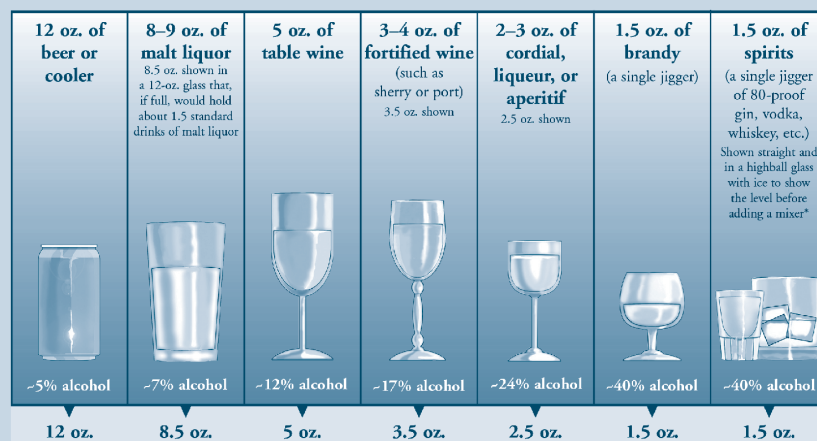 12 oz. of
beer or
cooler
8–9 oz. of
malt liquor
8.5 oz. shown in
a 12-oz. glass that,
if full, would hold
about 1.5 standard
drinks of malt liquor
5 oz. of
table wine
3–4 oz. of
fortified wine
(such as
sherry or port)
3.5 oz. shown
2–3 oz. of
cordial,
liqueur, or
aperitif
2.5 oz. shown
1.5 oz. of
brandy
(a single jigger)
1.5 oz. of
spirits
(a single jigger
of 80-proof
gin, vodka,
whiskey, etc.)
Shown straight and
in a highball glass
with ice to show
the level before
adding a mixer*
~5% alcohol
~7% alcohol
~12% alcohol
~17% alcohol
~24% alcohol
~40% alcohol
~40% alcohol
12 oz.
8.5 oz.
5 oz.
3.5 oz.
2.5 oz.
1.5 oz.
1.5 oz.